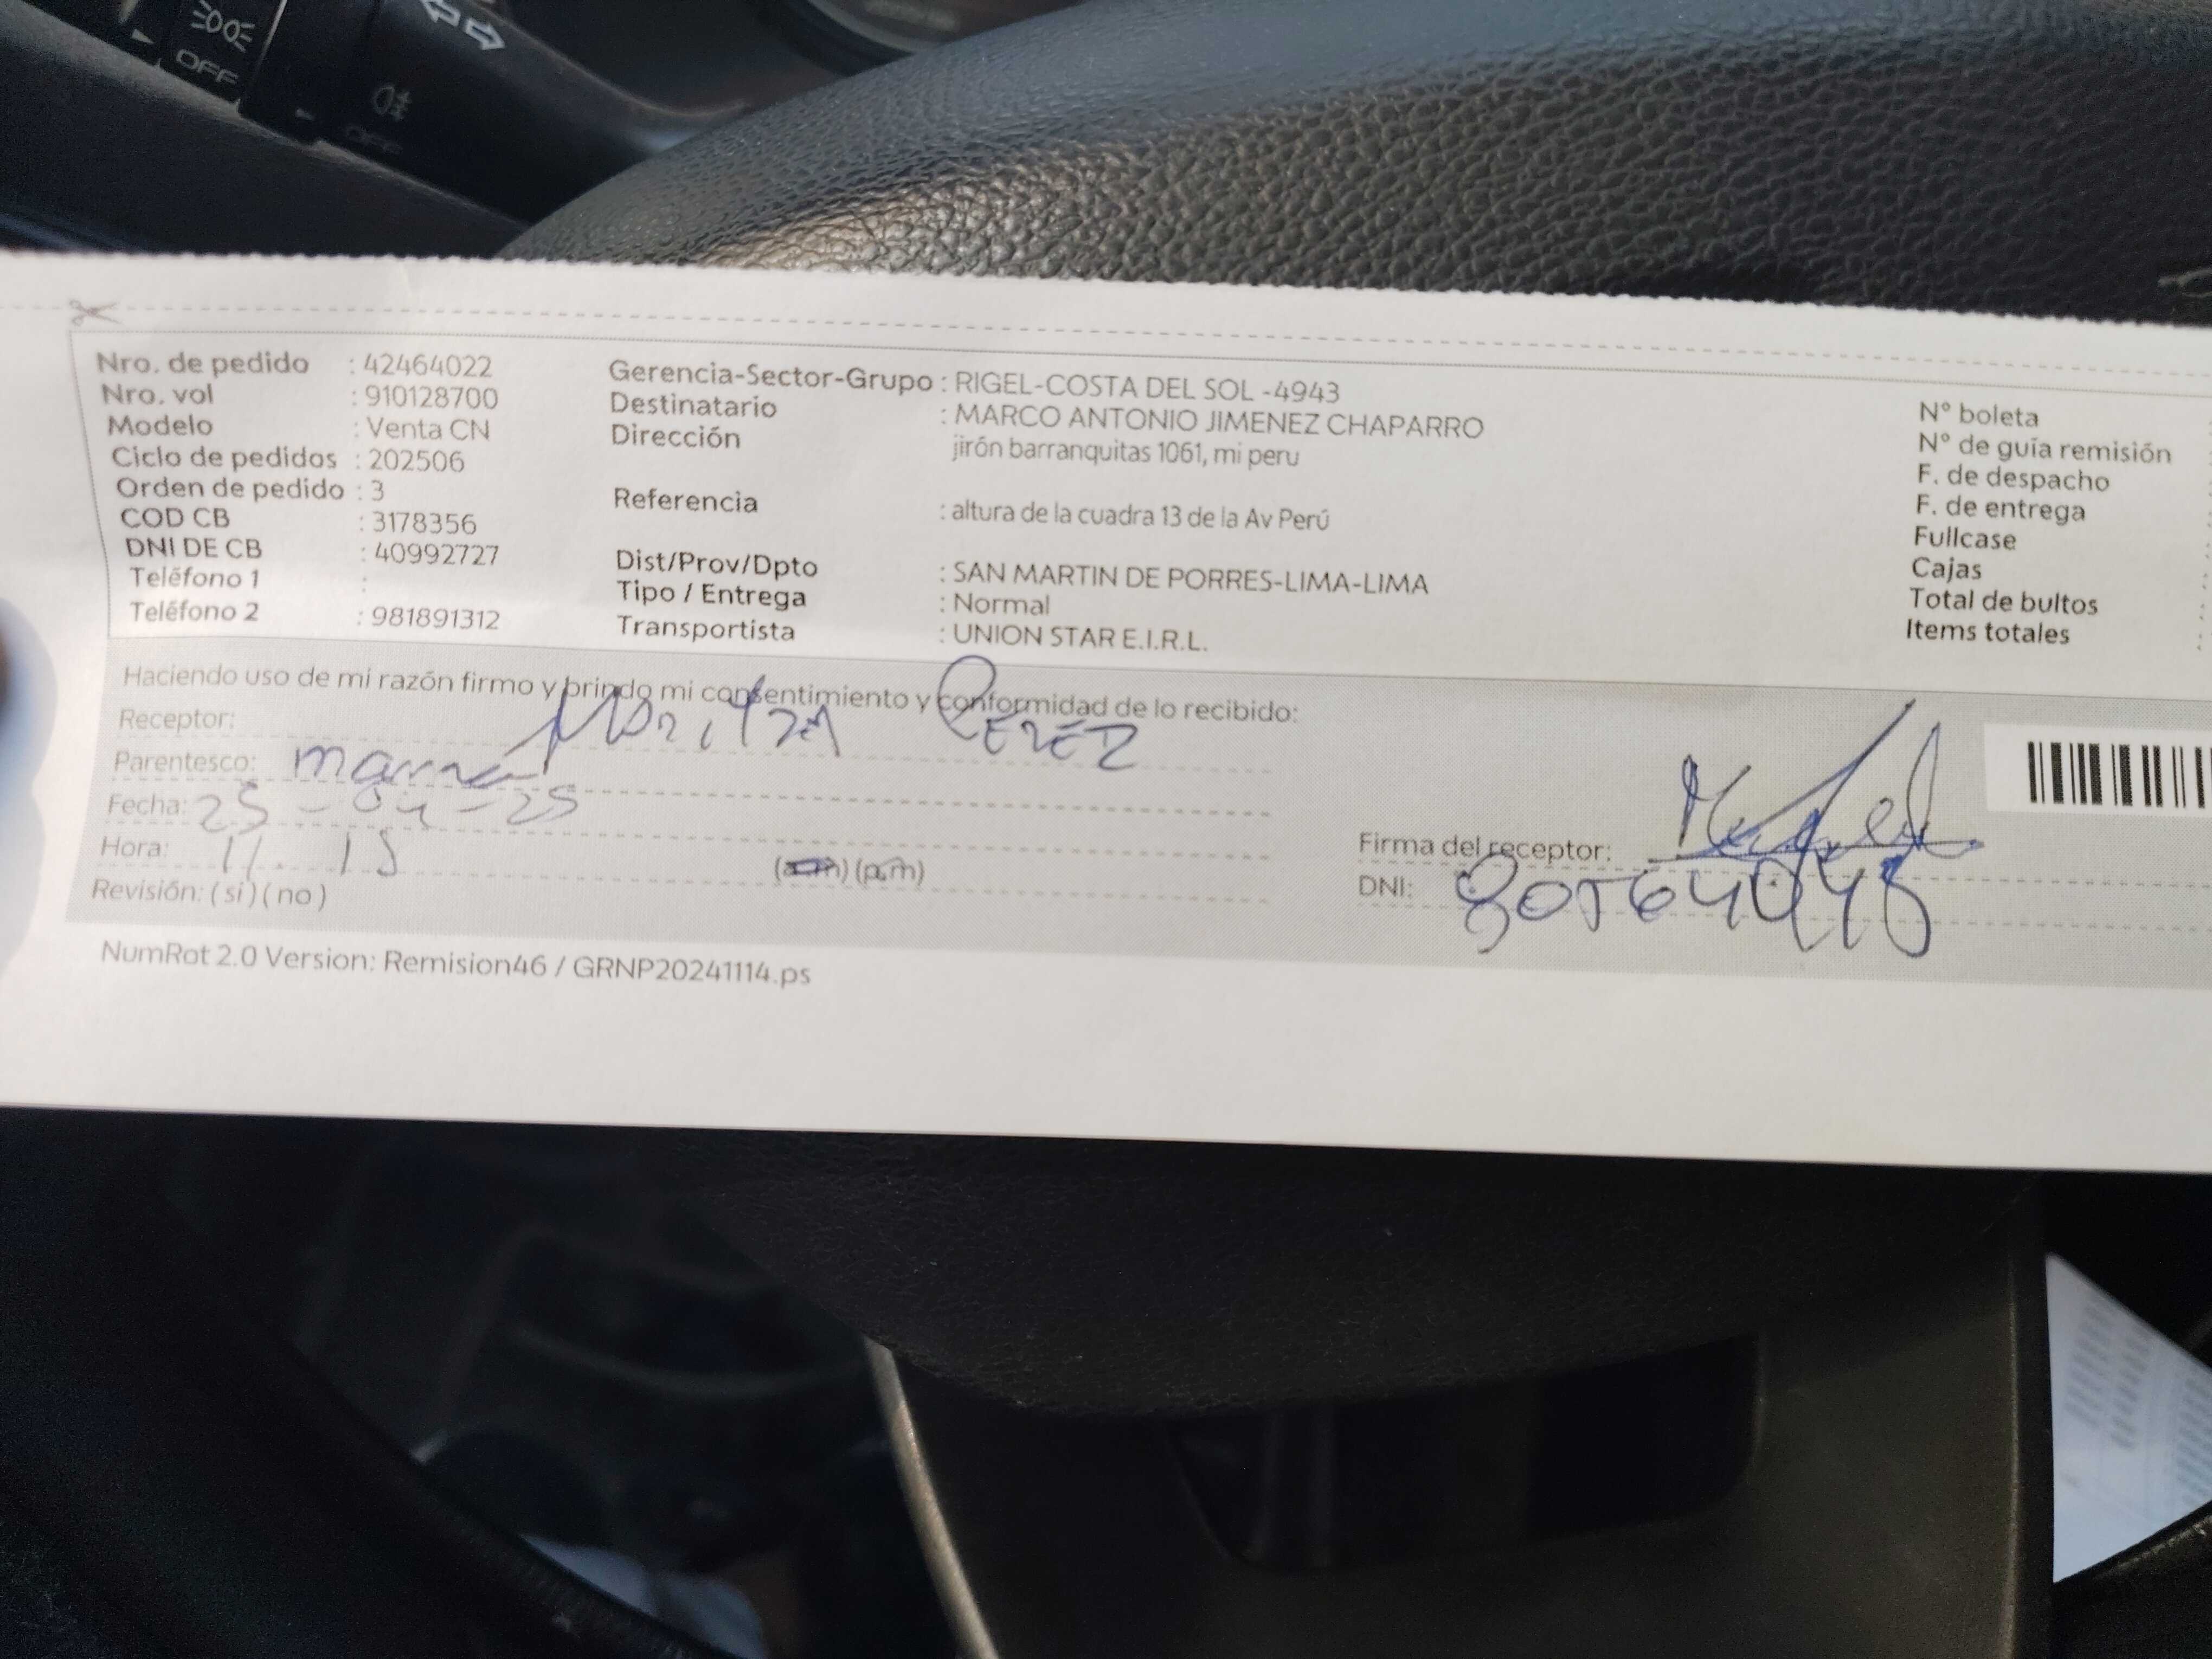 OFF
OFF
Nro. de pedido : 42464022
Nro. vol : 910128700
Modelo : Venta CN
Ciclo de pedidos : 202506
Orden de pedido : 3
COD CB : 3178356
DNI DE CB : 40992727
Teléfono 1 :
Teléfono 2 : 981891312
Gerencia-Sector-Grupo : RIGEL-COSTA DEL SOL -4943
Destinatario : MARCO ANTONIO JIMENEZ CHAPARRO
Dirección jirón barranquitas 1061, mi peru
Referencia : altura de la cuadra 13 de la Av Perú
Dist/Prov/Dpto : SAN MARTIN DE PORRES-LIMA-LIMA
Tipo / Entrega : Normal
Transportista : UNION STAR E.I.R.L.
N° boleta
N° de guía remisión
F. de despacho
F. de entrega
Fullcase
Cajas
Total de bultos
Items totales
Haciendo uso de mi razón firmo y brindo mi consentimiento y conformidad de lo recibido:
Receptor: MARITZA PEREZ
Parentesco:
Fecha: 25-04-25
Hora: 11. 15 (am) (p.m)
Revisión: (si) (no)
Firma del receptor:
DNI:
NumRot 2.0 Version: Remision46 / GRNP20241114.ps